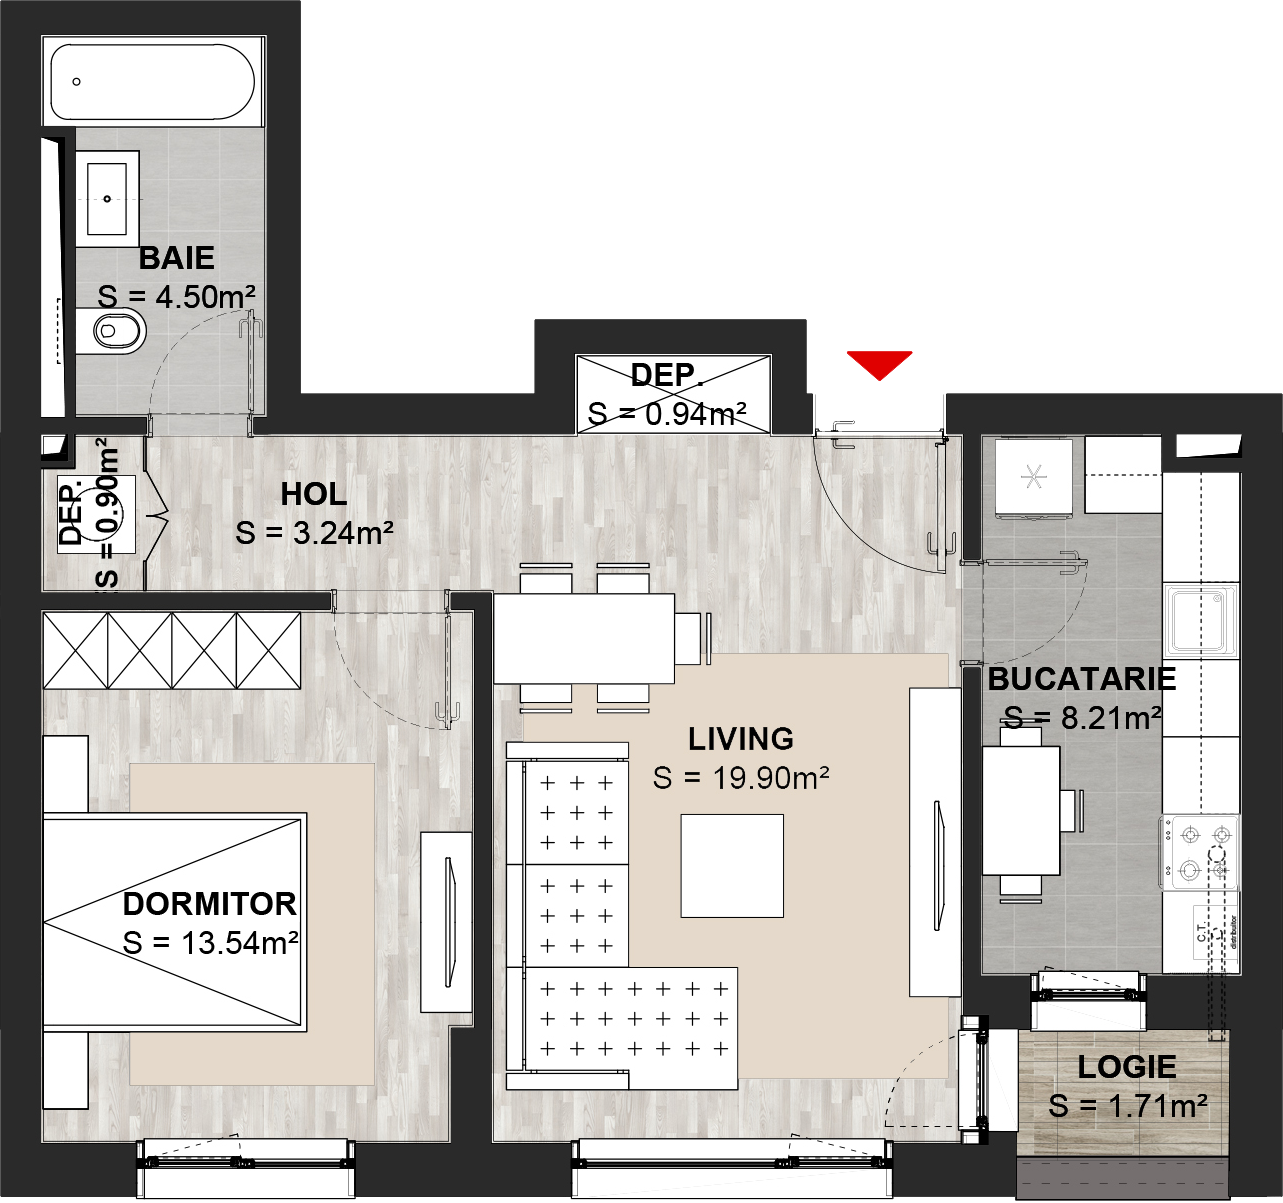 BAIE
S = 4.50m²
DEP.
S = 0.94m²
DEP.
S = 0.90m²
HOL
S = 3.24m²
BUCATARIE
S = 8.21m²
LIVING
S = 19.90m²
DORMITOR
S = 13.54m²
C.T.
distribuitor
LOGIE
S = 1.71m²